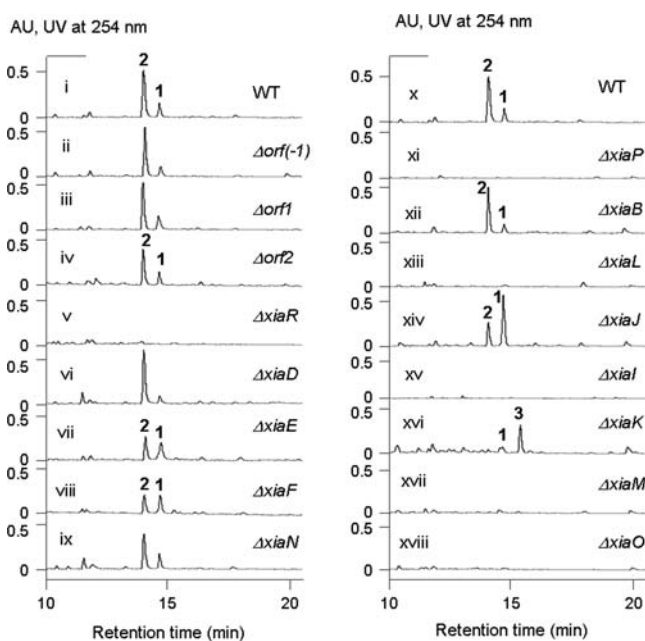 AU, UV at 254 nm
0.5
0
i
2
1
WT
0.5
0
ii
Δorf(-1)
0.5
0
iii
Δorf1
0.5
0
iv
2
1
Δorf2
0.5
0
v
ΔxiaR
0.5
0
vi
ΔxiaD
0.5
0
vii
2
1
ΔxiaE
0.5
0
viii
2
1
ΔxiaF
0.5
0
ix
ΔxiaN
10
15
20
Retention time (min)
AU, UV at 254 nm
0.5
0
x
2
1
WT
0.5
0
xi
ΔxiaP
0.5
0
xii
2
1
ΔxiaB
0.5
0
xiii
ΔxiaL
0.5
0
xiv
2
1
ΔxiaJ
0.5
0
xv
ΔxiaI
0.5
0
xvi
1
3
ΔxiaK
0.5
0
xvii
ΔxiaM
0.5
0
xviii
ΔxiaO
10
15
20
Retention time (min)